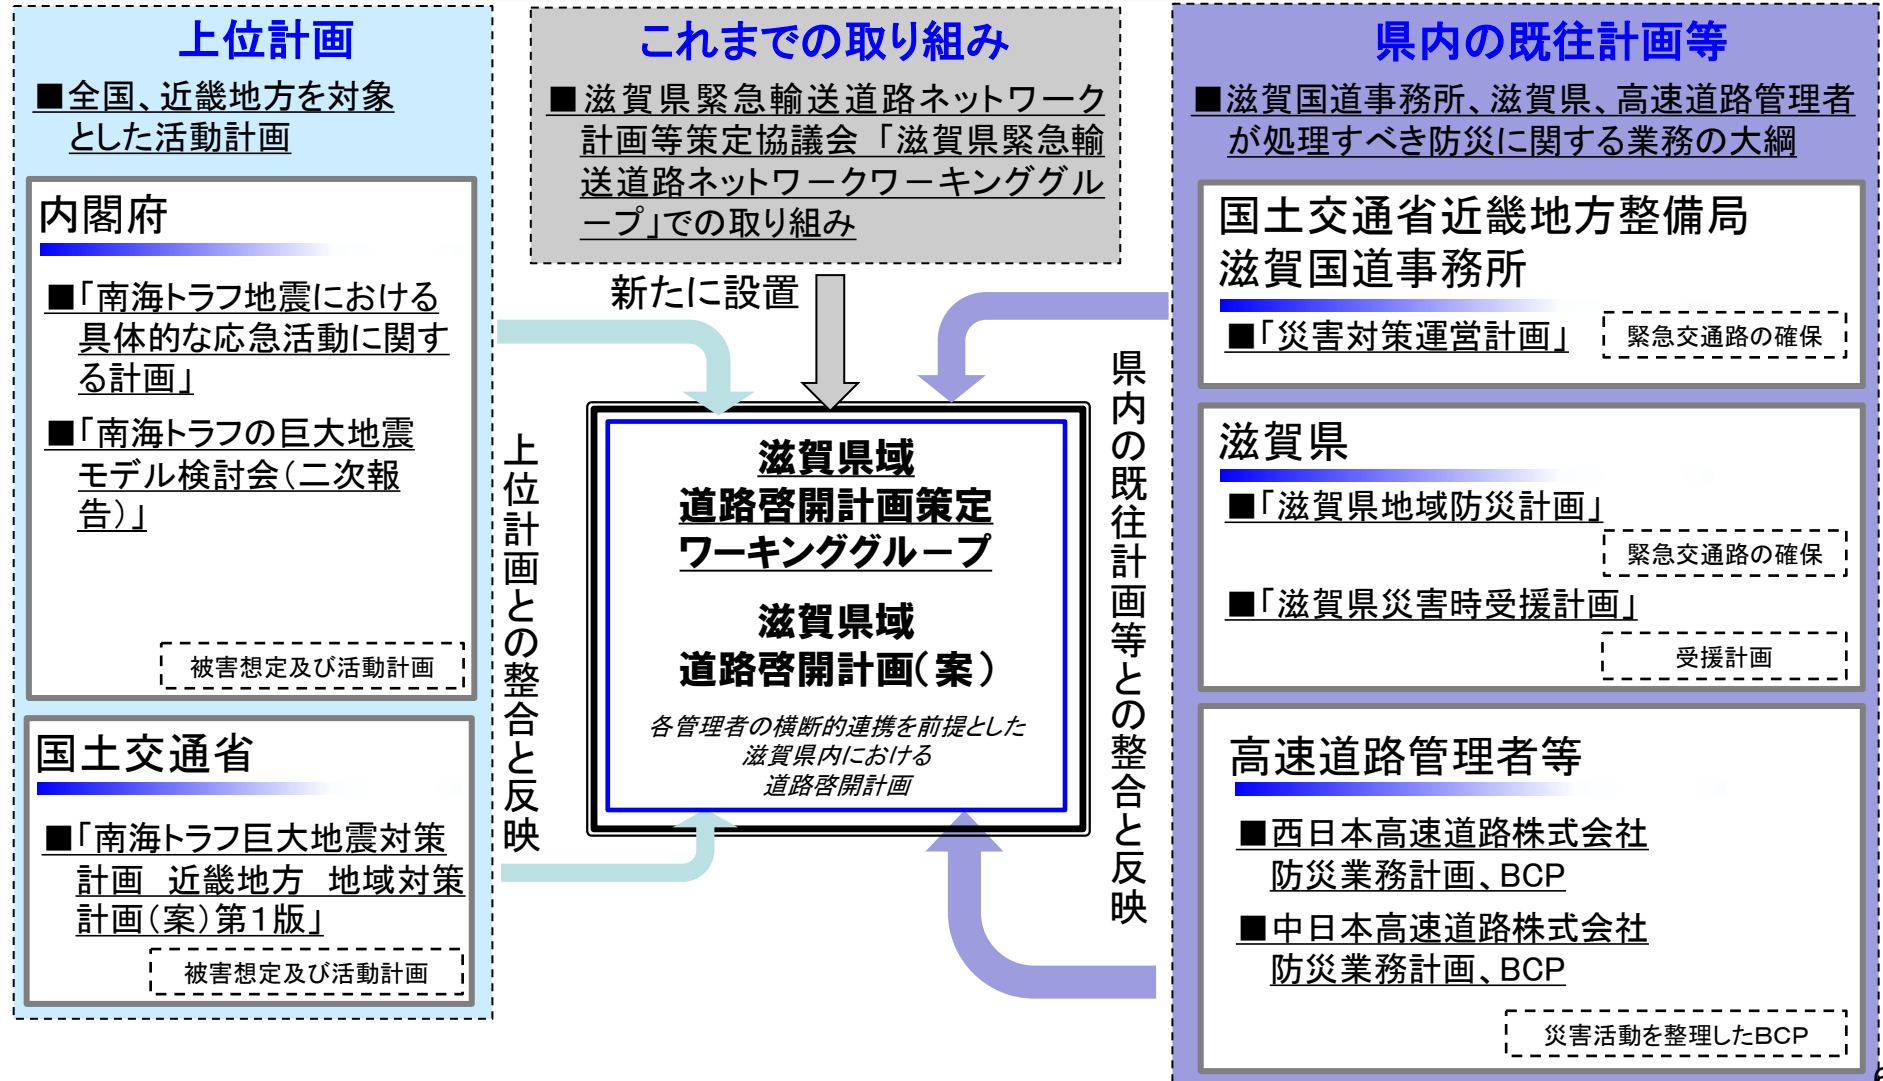 上位計画
■全国、近畿地方を対象
とした活動計画
内閣府
■「南海トラフ地震における
具体的な応急活動に関す
る計画」
■「南海トラフの巨大地震
モデル検討会(二次報
告)」
被害想定及び活動計画
国土交通省
■「南海トラフ巨大地震対策
計画　近畿地方　地域対策
計画(案)第1版」
被害想定及び活動計画
これまでの取り組み
■滋賀県緊急輸送道路ネットワーク
計画等策定協議会「滋賀県緊急輸
送道路ネットワークワーキンググル
ープ」での取り組み
新たに設置
上位計画との整合と反映
滋賀県域
道路啓開計画策定
ワーキンググループ
滋賀県域
道路啓開計画(案)
各管理者の横断的連携を前提とした
滋賀県内における
道路啓開計画
県内の既往計画等との整合と反映
県内の既往計画等
■滋賀国道事務所、滋賀県、高速道路管理者
が処理すべき防災に関する業務の大綱
国土交通省近畿地方整備局
滋賀国道事務所
■「災害対策運営計画」
緊急交通路の確保
滋賀県
■「滋賀県地域防災計画」
緊急交通路の確保
■「滋賀県災害時受援計画」
受援計画
高速道路管理者等
■西日本高速道路株式会社
防災業務計画、BCP
■中日本高速道路株式会社
防災業務計画、BCP
災害活動を整理したBCP